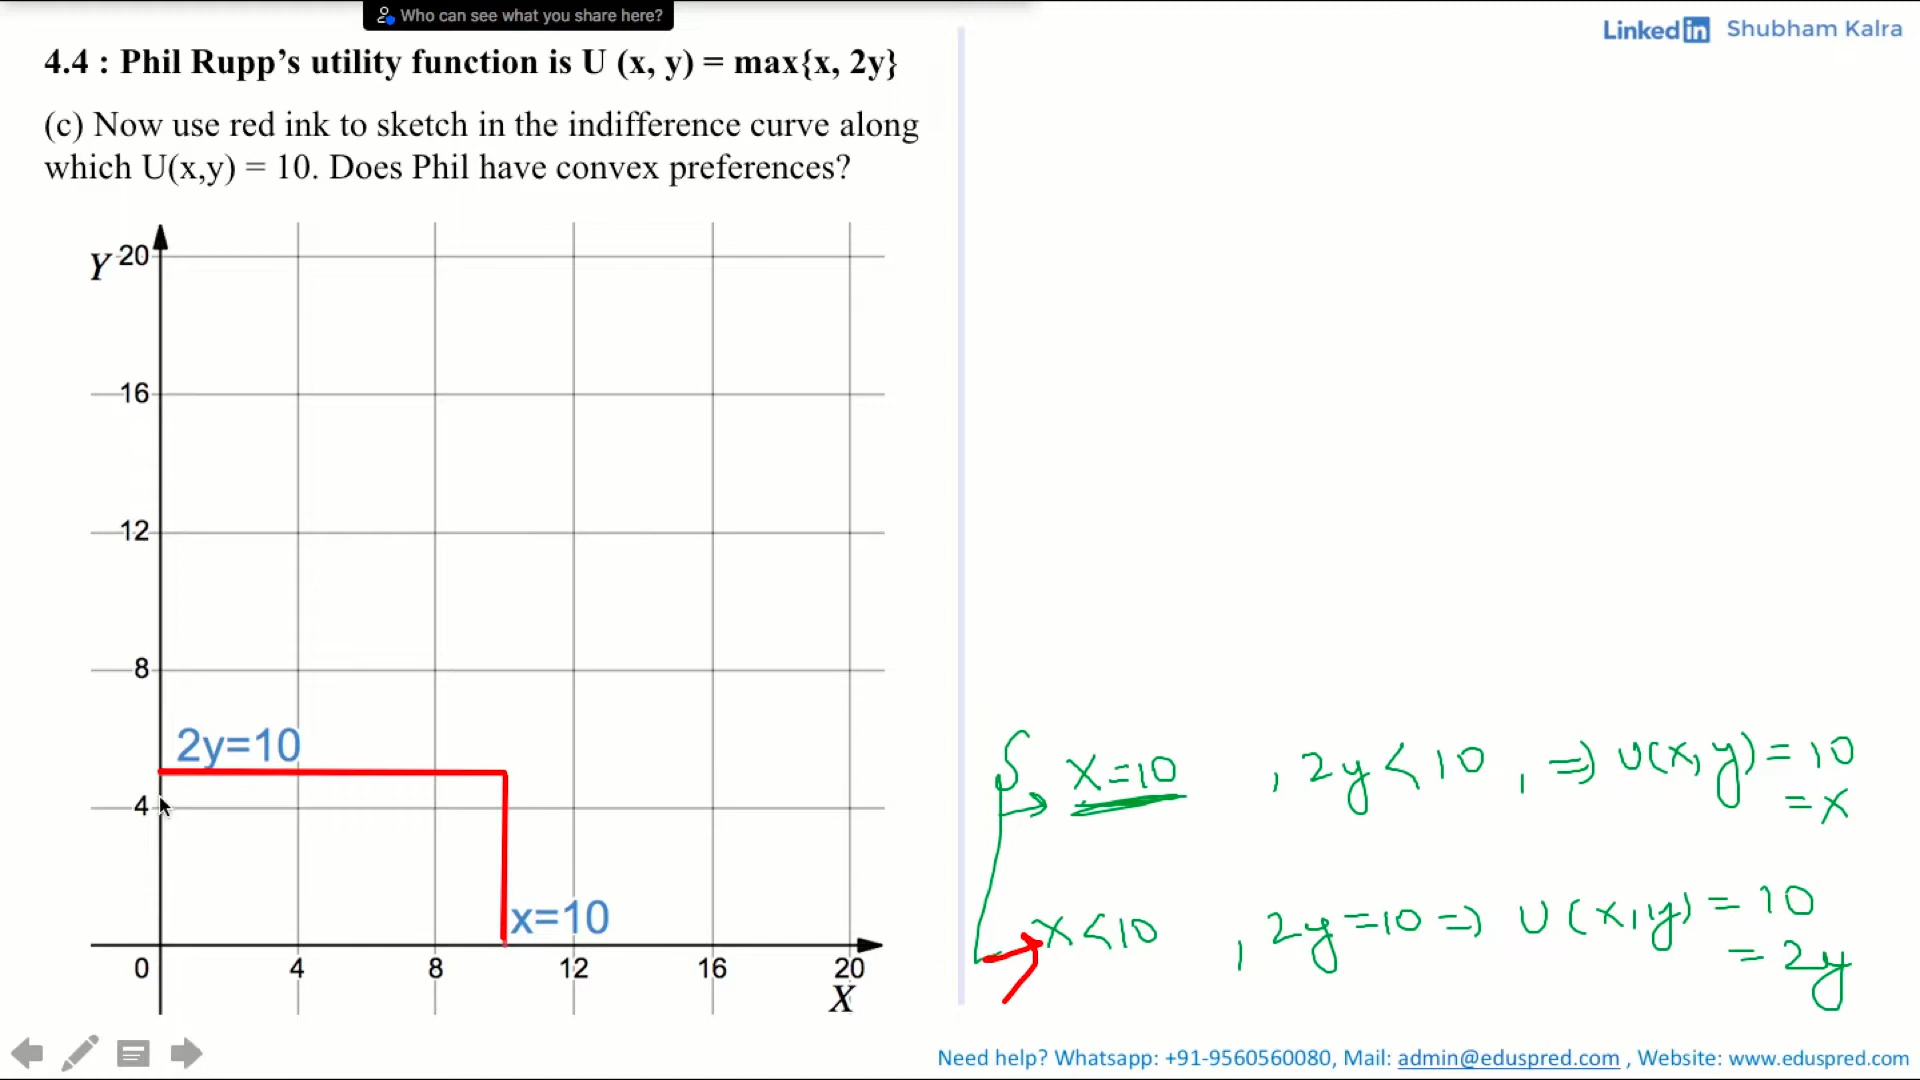 Who can see what you share here?
Linked in Shubham Kalra
4.4 : Phil Rupp’s utility function is U (x, y) = max{x, 2y}
(c) Now use red ink to sketch in the indifference curve along
which U(x,y) = 10. Does Phil have convex preferences?
Y 20
16
12
8
2y=10
4
x=10
0 4 8 12 16 20
X
x=10 , 2y < 10 , => U(x, y) = 10
= x
x < 10 , 2y = 10 => U(x, y) = 10
= 2y
Need help? Whatsapp: +91-9560560080, Mail: admin@eduspred.com , Website: www.eduspred.com